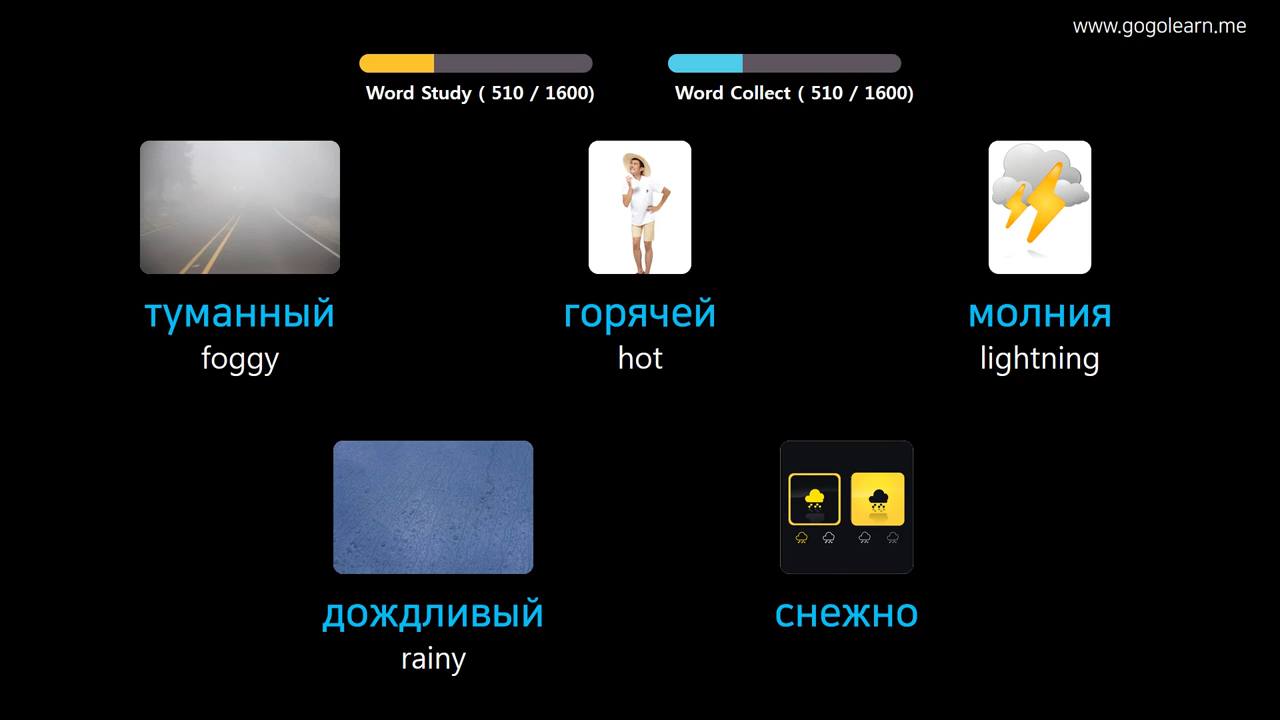 www.gogolearn.me
Word Study ( 510 / 1600)
Word Collect ( 510 / 1600)
туманный
foggy
горячей
hot
молния
lightning
дождливый
rainy
снежно